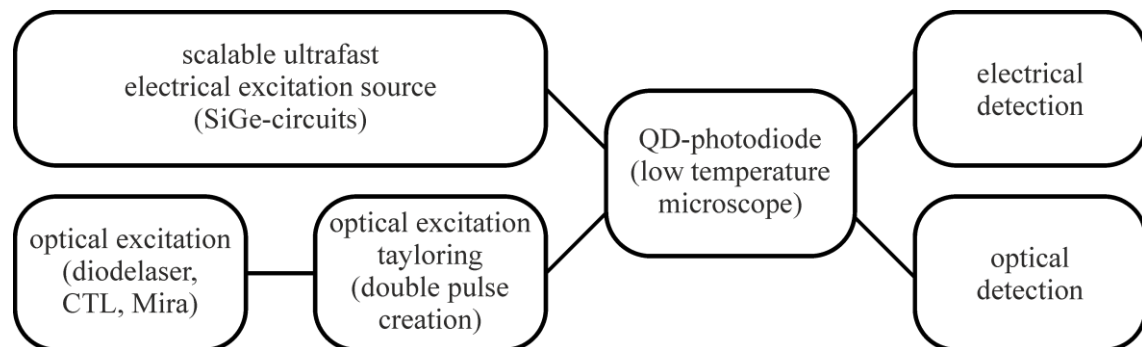 scalable ultrafast
electrical excitation source
(SiGe-circuits)
optical excitation
(diodelaser,
CTL, Mira)
optical excitation
tayloring
(double pulse
creation)
QD-photodiode
(low temperature
microscope)
electrical
detection
optical
detection